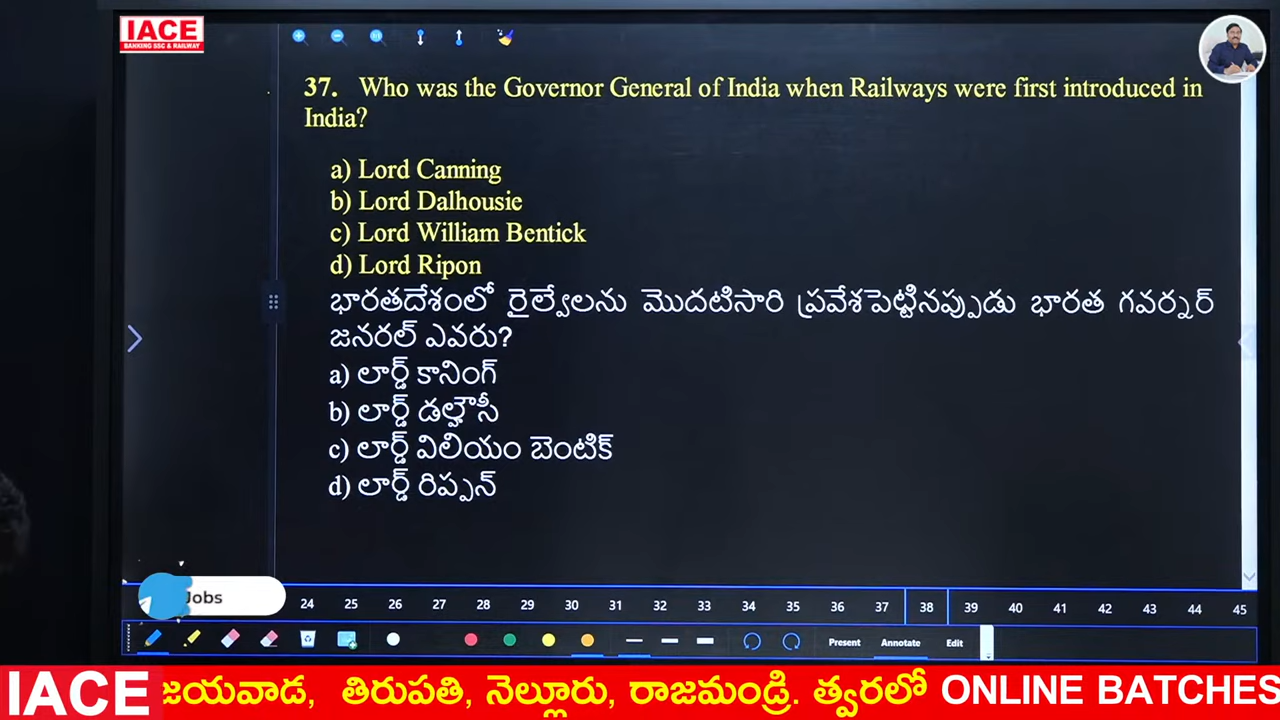 IACE
BANKING SSC & RAILWAY
37. Who was the Governor General of India when Railways were first introduced in
India?
a) Lord Canning
b) Lord Dalhousie
c) Lord William Bentick
d) Lord Ripon
భారతదేశంలో రైల్వేలను మొదటిసారి ప్రవేశపెట్టినప్పుడు భారత గవర్నర్
జనరల్ ఎవరు?
a) లార్డ్ కానింగ్
b) లార్డ్ డల్హౌసీ
c) లార్డ్ విలియం బెంటిక్
d) లార్డ్ రిప్పన్
Jobs 24 25 26 27 28 29 30 31 32 33 34 35 36 37 38 39 40 41 42 43 44 45
Present Annotate Edit
IACE జయవాడ, తిరుపతి, నెల్లూరు, రాజమండ్రి. త్వరలో ONLINE BATCHES